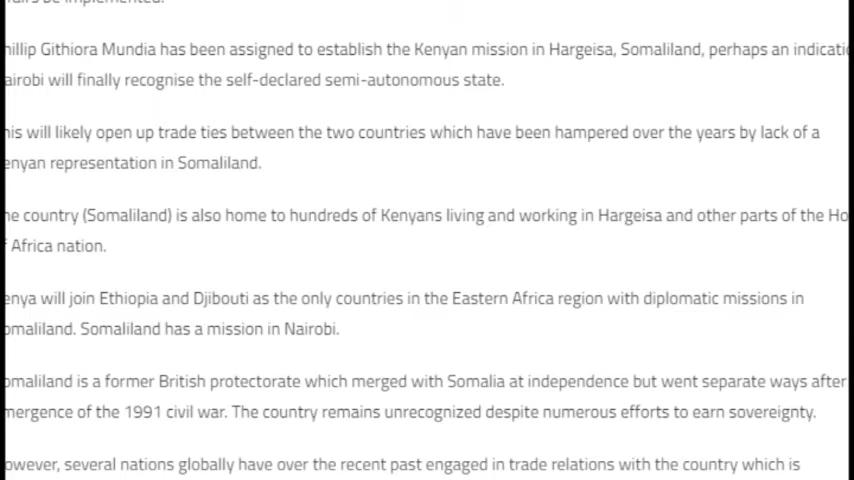 be implemented.
hillip Githiora Mundia has been assigned to establish the Kenyan mission in Hargeisa, Somaliland, perhaps an indicatio
airobi will finally recognise the self-declared semi-autonomous state.
his will likely open up trade ties between the two countries which have been hampered over the years by lack of a
enyan representation in Somaliland.
he country (Somaliland) is also home to hundreds of Kenyans living and working in Hargeisa and other parts of the Ho
f Africa nation.
enya will join Ethiopia and Djibouti as the only countries in the Eastern Africa region with diplomatic missions in
omaliland. Somaliland has a mission in Nairobi.
omaliland is a former British protectorate which merged with Somalia at independence but went separate ways after
mergence of the 1991 civil war. The country remains unrecognized despite numerous efforts to earn sovereignty.
owever, several nations globally have over the recent past engaged in trade relations with the country which is